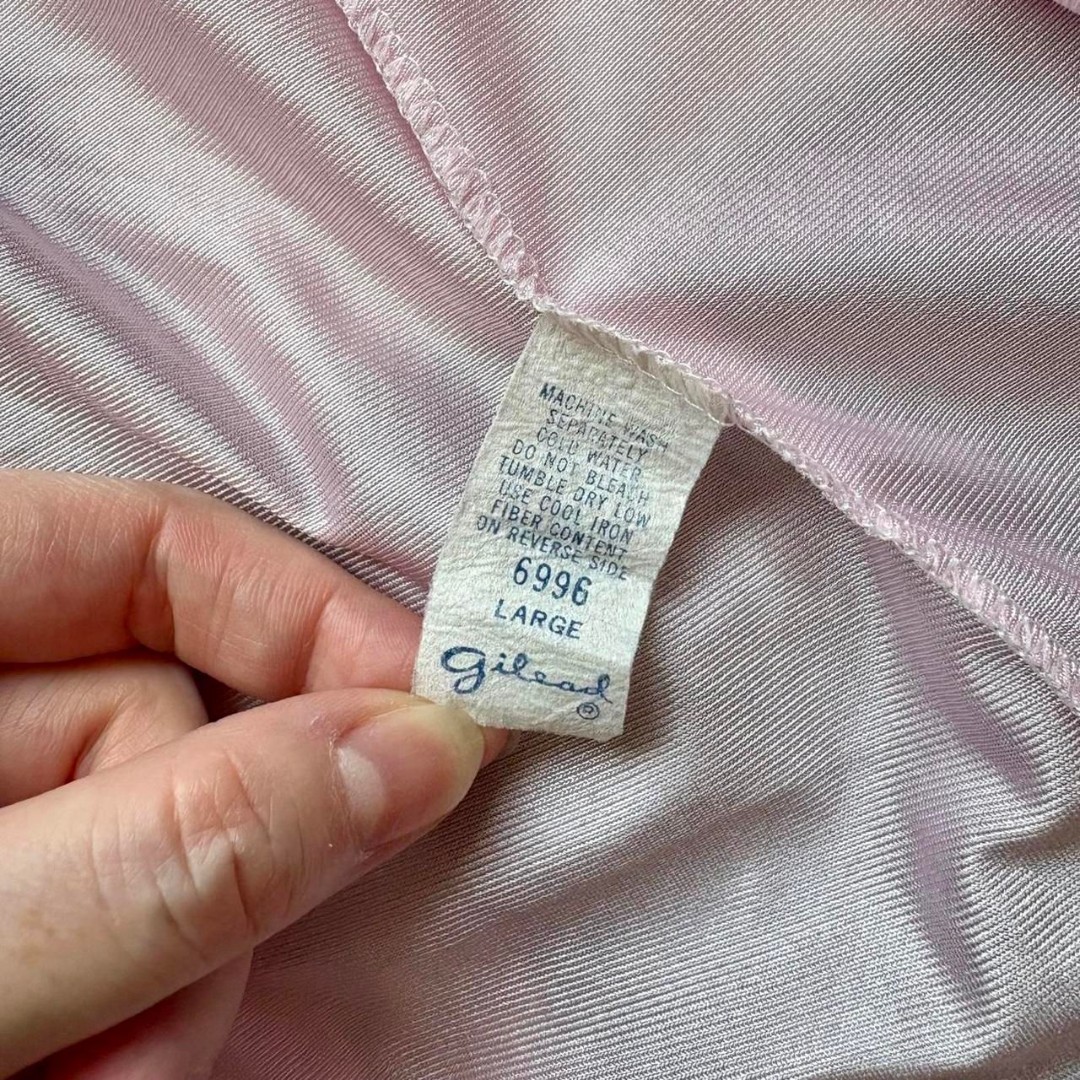 MACHINE WASH
SEPARATELY
COLD WATER
DO NOT BLEACH
TUMBLE DRY LOW
USE COOL IRON
FIBER CONTENT
ON REVERSE SIDE
6996
LARGE
gilead
®